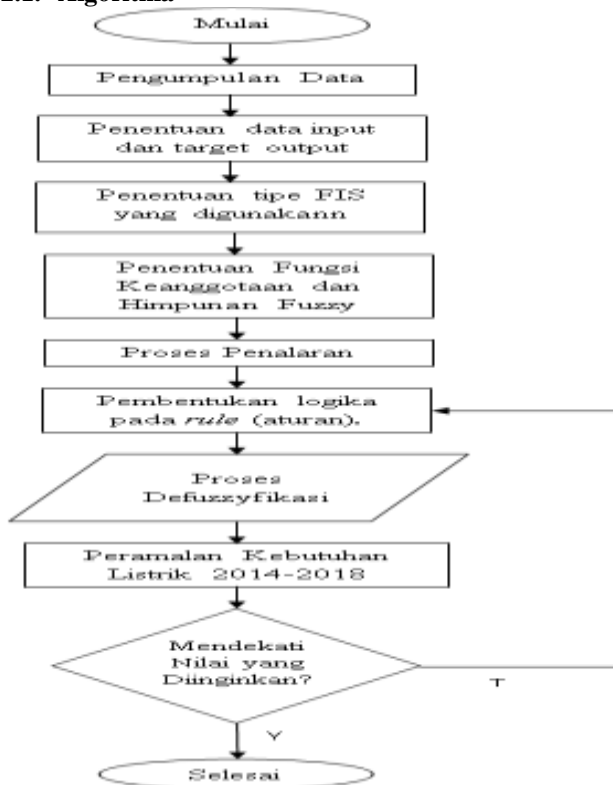 Mulai
Pengumpulan Data
Penentuan data input
dan target output
Penentuan tipe FIS
yang digunakann
Penentuan Fungsi
Keanggotaan dan
Himpunan Fuzzy
Proses Penalaran
Pembentukan logika
pada rule (aturan).
Proses
Defuzzyfikasi
Peramalan Kebutuhan
Listrik 2014-2018
Mendekati
Nilai yang
Diinginkan?
T
Y
Selesai